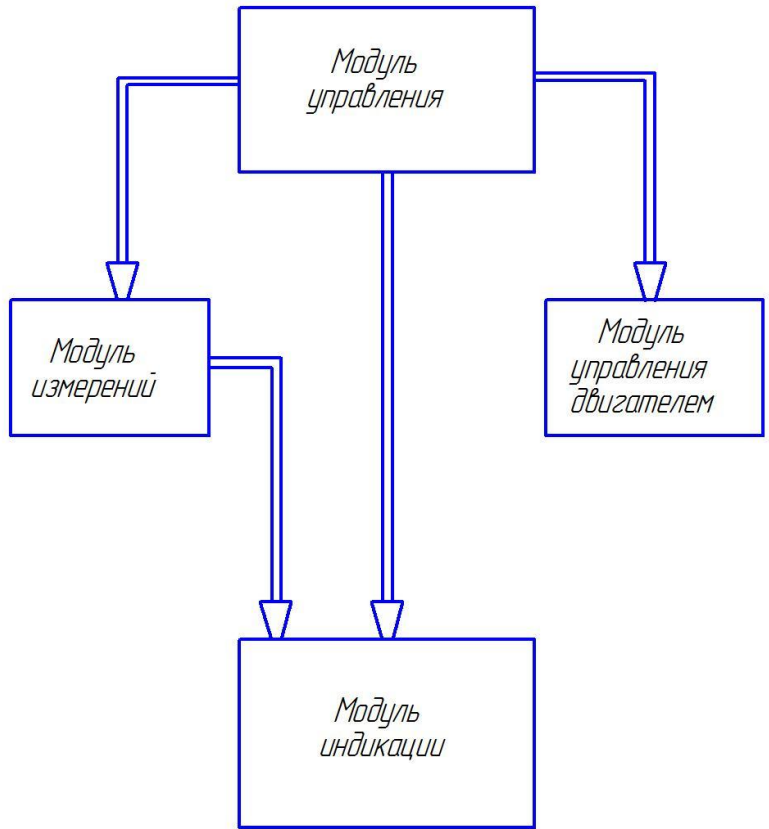 Модуль
управления
Модуль
измерений
Модуль
управления
двигателем
Модуль
индикации